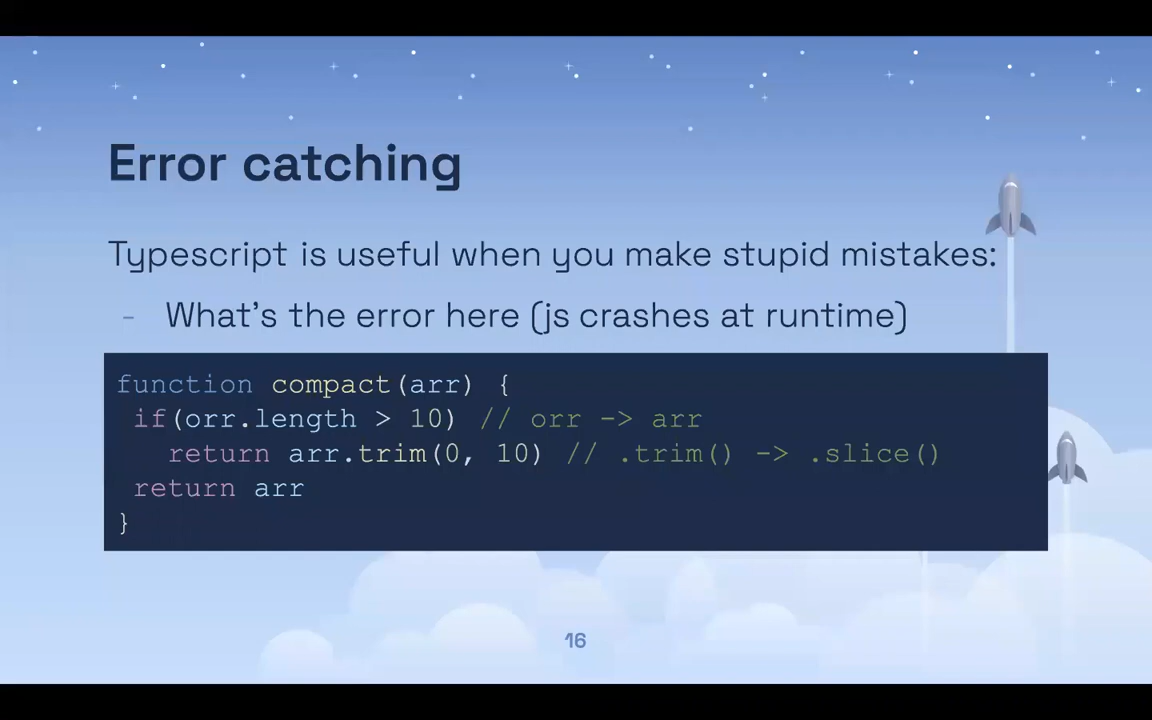 Error catching
Typescript is useful when you make stupid mistakes:
- What's the error here (js crashes at runtime)
function compact(arr) {
if(orr.length > 10) // orr -> arr
return arr.trim(0, 10) // .trim() -> .slice()
return arr
}
16